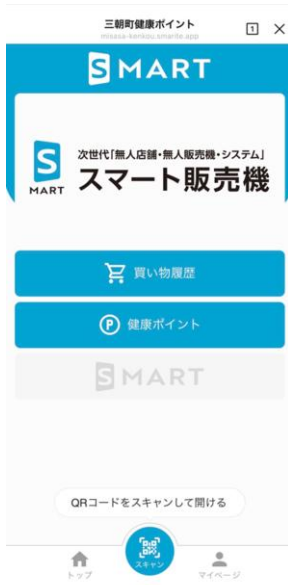 三朝町健康ポイント
misasa-kenkou.smarte.app
1
SMART
S
MART
次世代「無人店舗・無人販売機・システム」
スマート販売機
買い物履歴
P 健康ポイント
SMART
QRコードをスキャンして開ける
トップ
スキャン
マイページ